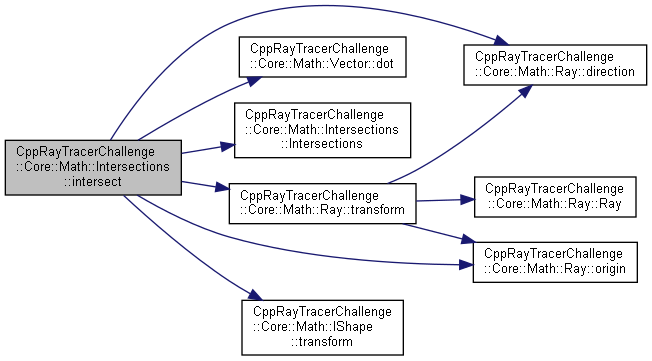 CppRayTracerChallenge
::Core::Math::Intersections
::intersect
CppRayTracerChallenge
::Core::Math::Vector::dot
CppRayTracerChallenge
::Core::Math::Intersections
::Intersections
CppRayTracerChallenge
::Core::Math::Ray::transform
CppRayTracerChallenge
::Core::Math::IShape
::transform
CppRayTracerChallenge
::Core::Math::Ray::direction
CppRayTracerChallenge
::Core::Math::Ray::Ray
CppRayTracerChallenge
::Core::Math::Ray::origin